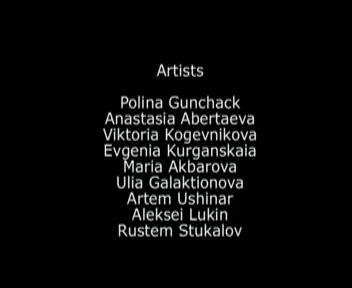 Artists
Polina Gunchack
Anastasia Abertaeva
Viktoria Kogevnikova
Evgenia Kurganskaia
Maria Akbarova
Ulia Galaktionova
Artem Ushinar
Aleksei Lukin
Rustem Stukalov